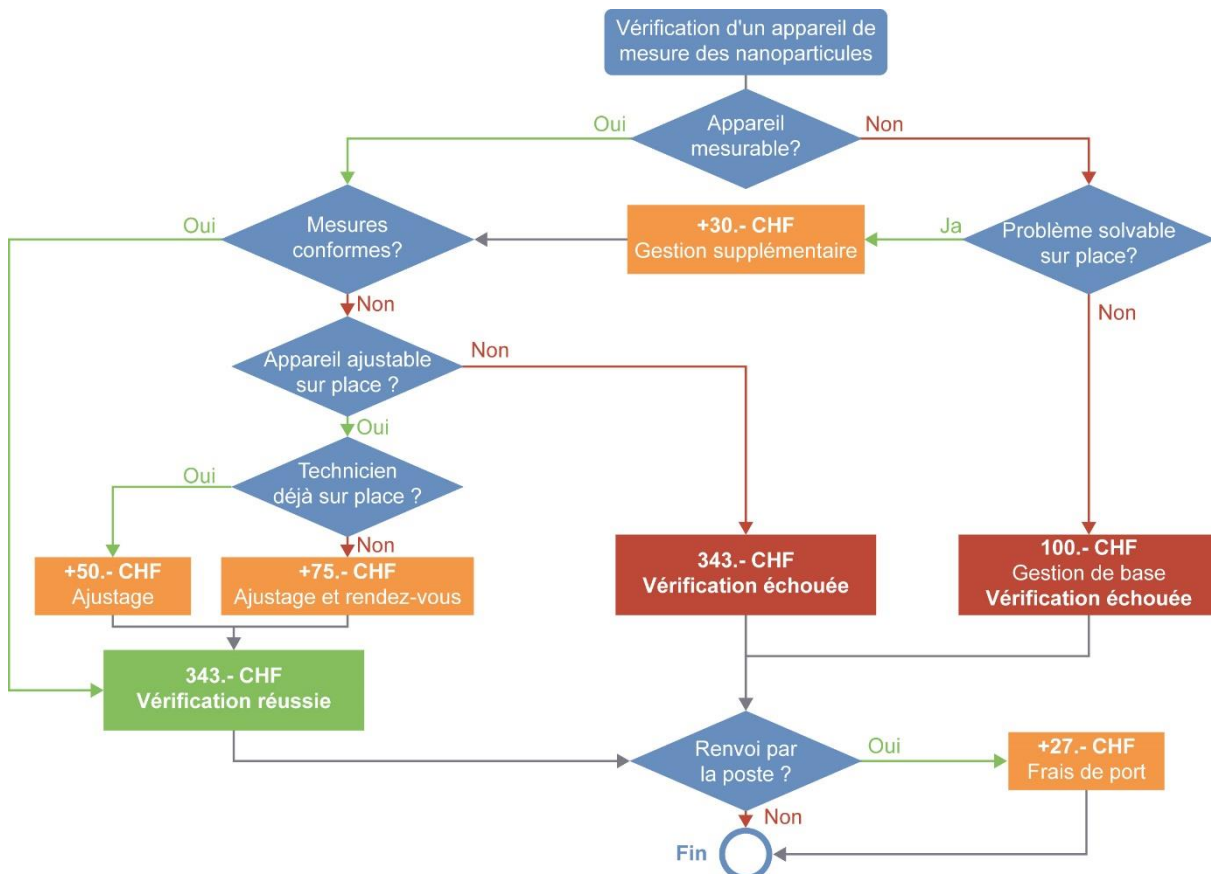 Vérification d'un appareil de
mesure des nanoparticules
Oui
Appareil
mesurable?
Non
Oui
Mesures
conformes?
+30.- CHF
Gestion supplémentaire
Ja
Problème solvable
sur place?
Non
Non
Appareil ajustable
sur place ?
Non
Oui
Oui
Technicien
déjà sur place ?
Non
+50.- CHF
Ajustage
+75.- CHF
Ajustage et rendez-vous
343.- CHF
Vérification échouée
100.- CHF
Gestion de base
Vérification échouée
343.- CHF
Vérification réussie
Renvoi par
la poste ?
Oui
+27.- CHF
Frais de port
Non
Fin